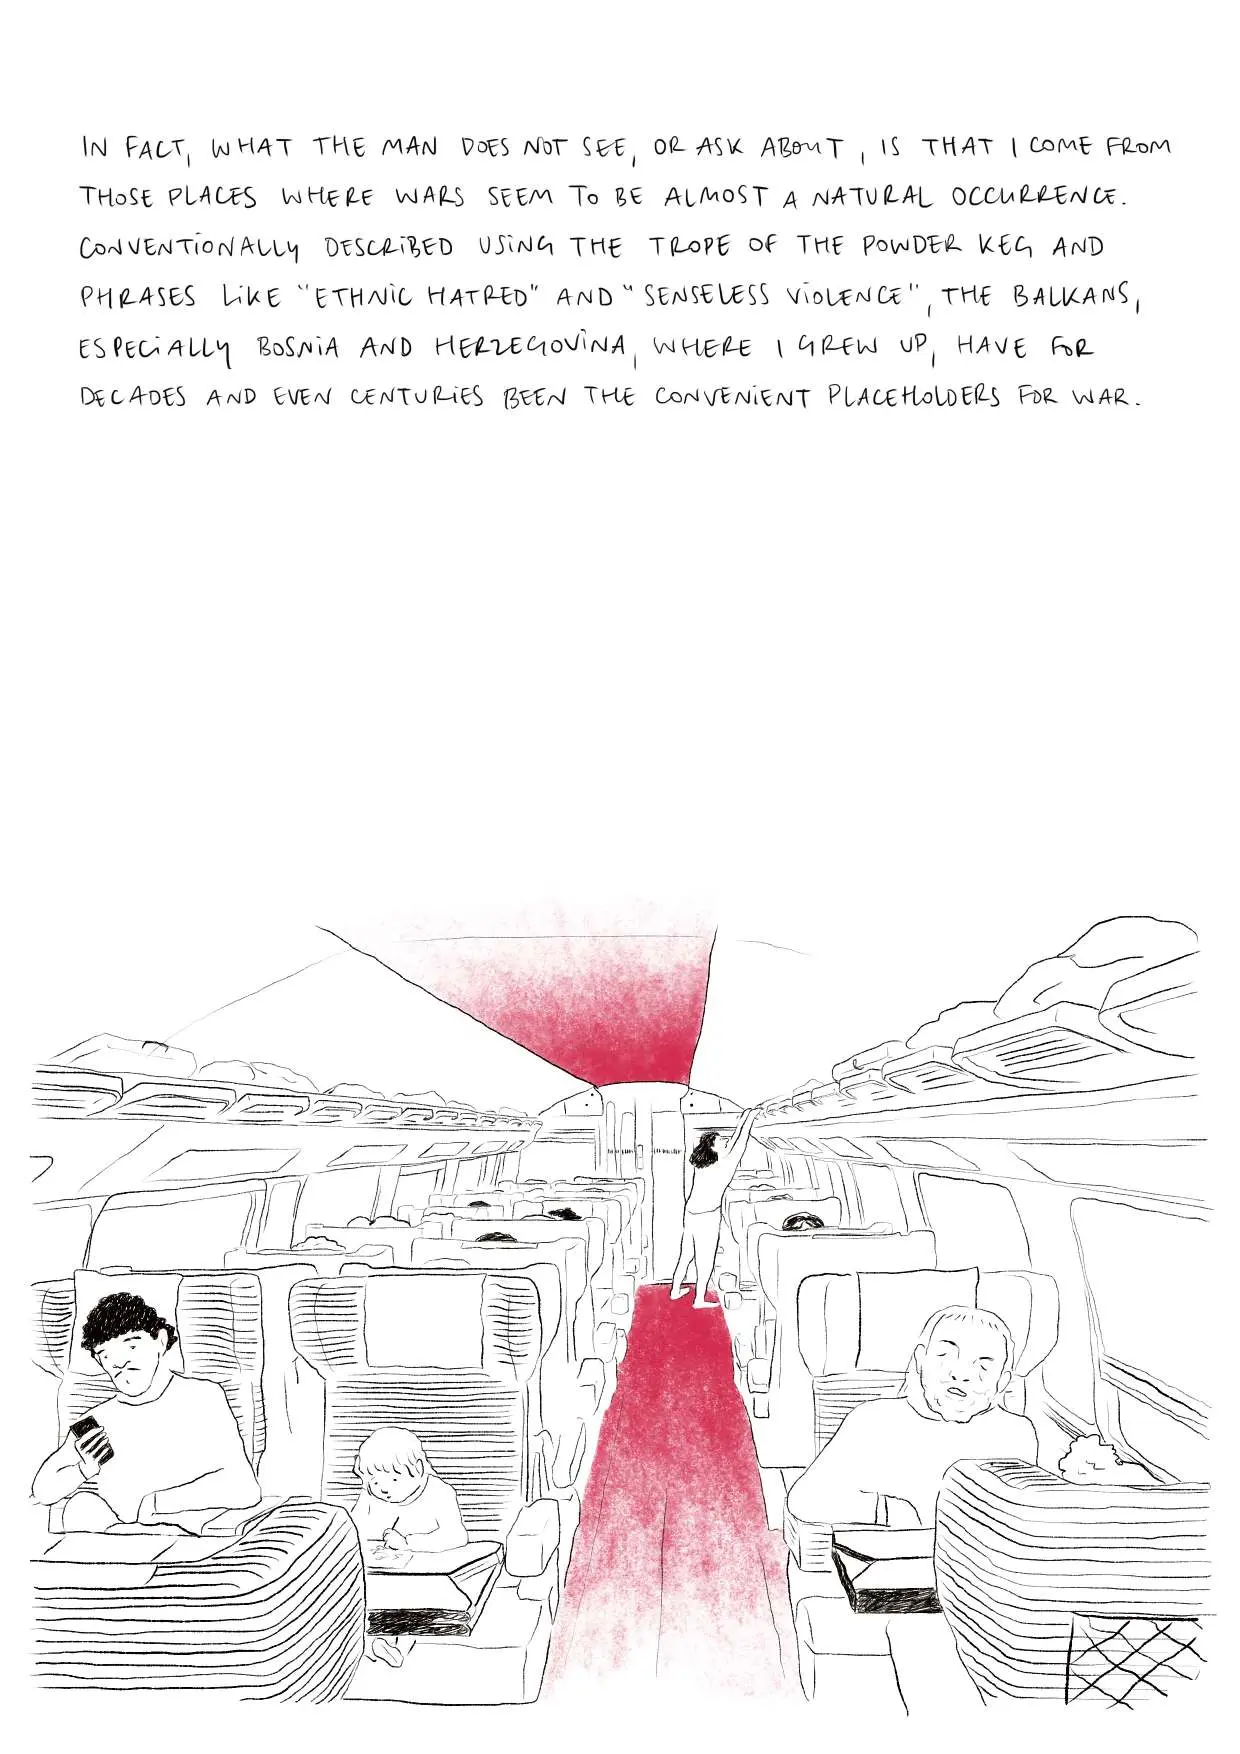 IN FACT, WHAT THE MAN DOES NOT SEE, OR ASK ABOUT, IS THAT I COME FROM
THOSE PLACES WHERE WARS SEEM TO BE ALMOST A NATURAL OCCURRENCE.
CONVENTIONALLY DESCRIBED USING THE TROPE OF THE POWDER KEG AND
PHRASES LIKE "ETHNIC HATRED" AND "SENSELESS VIOLENCE", THE BALKANS,
ESPECIALLY BOSNIA AND HERZEGOVINA, WHERE I GREW UP, HAVE FOR
DECADES AND EVEN CENTURIES BEEN THE CONVENIENT PLACEHOLDERS FOR WAR.